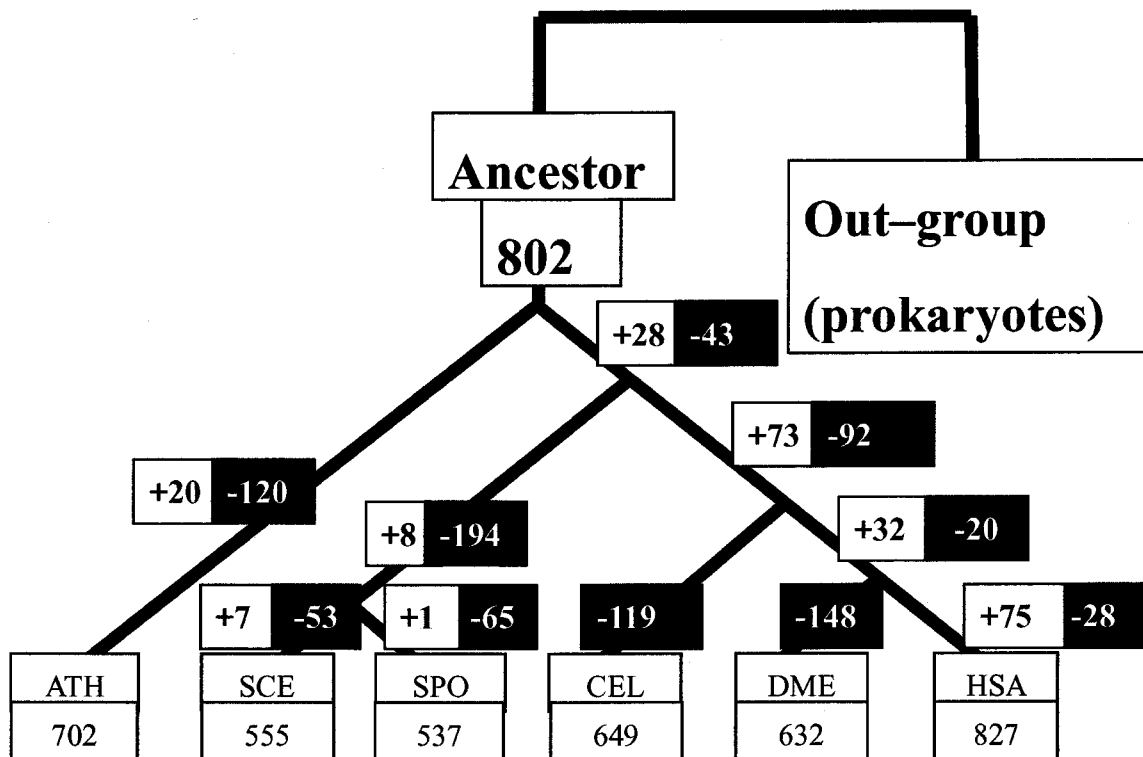 Ancestor
802
Out–group
(prokaryotes)
+28 -43
+73 -92
+20 -120
+8 -194
+32 -20
+7 -53
+1 -65
-119
-148
+75 -28
ATH SCE SPO CEL DME HSA
702 555 537 649 632 827